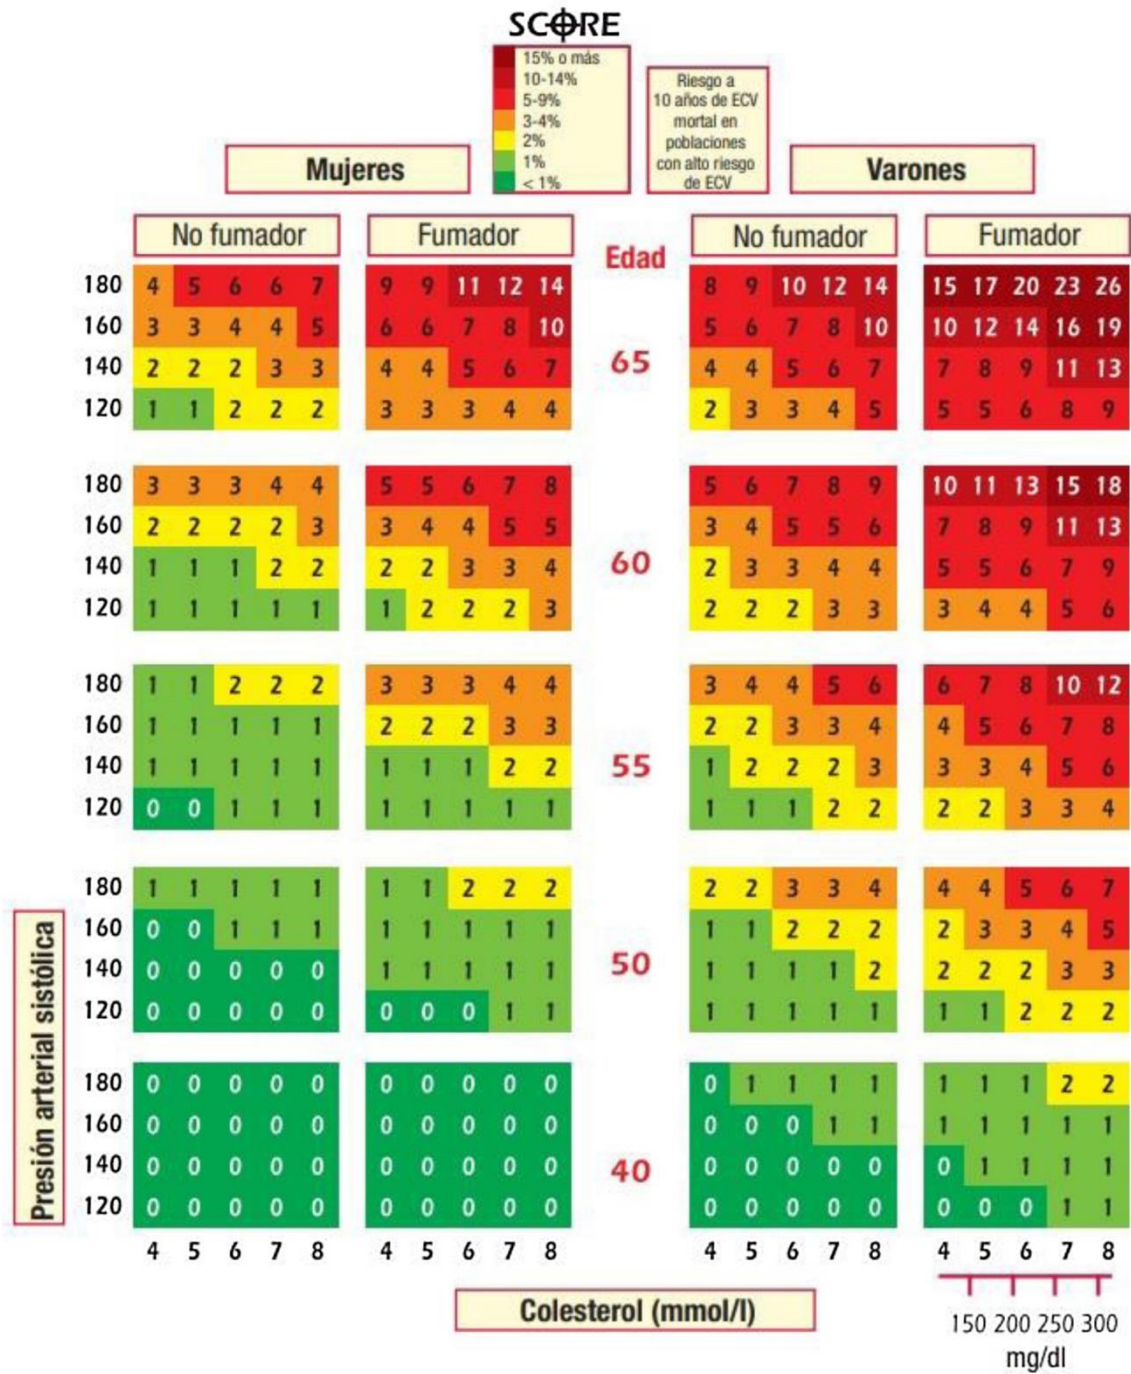 SCORE
15% o más
10-14%
5-9%
3-4%
2%
1%
< 1%
Riesgo a
10 años de ECV
mortal en
poblaciones
con alto riesgo
de ECV
Mujeres
Varones
No fumador
Fumador
Edad
No fumador
Fumador
180 4 5 6 6 7 9 9 11 12 14 8 9 10 12 14 15 17 20 23 26
160 3 3 4 4 5 6 6 7 8 10 5 6 7 8 10 10 12 14 16 19
65
140 2 2 2 3 3 4 4 5 6 7 4 4 5 6 7 7 8 9 11 13
120 1 1 2 2 2 3 3 3 4 4 2 3 3 4 5 5 5 6 8 9
180 3 3 3 4 4 5 5 6 7 8 5 6 7 8 9 10 11 13 15 18
160 2 2 2 2 3 3 4 4 5 5 3 4 5 5 6 7 8 9 11 13
60
140 1 1 1 2 2 2 2 3 3 4 2 3 3 4 4 5 5 6 7 9
120 1 1 1 1 1 1 2 2 2 3 2 2 2 3 3 3 4 4 5 6
180 1 1 2 2 2 3 3 3 4 4 3 4 4 5 6 6 7 8 10 12
160 1 1 1 1 1 2 2 2 3 3 2 2 3 3 4 4 5 6 7 8
55
140 1 1 1 1 1 1 1 1 2 2 1 2 2 2 3 3 3 4 5 6
120 0 0 1 1 1 1 1 1 1 1 1 1 1 2 2 2 2 3 3 4
180 1 1 1 1 1 1 1 2 2 2 2 2 3 3 4 4 4 5 6 7
160 0 0 1 1 1 1 1 1 1 1 1 1 2 2 2 2 3 3 4 5
50
140 0 0 0 0 0 1 1 1 1 1 1 1 1 1 2 2 2 2 3 3
120 0 0 0 0 0 0 0 0 1 1 1 1 1 1 1 1 1 2 2 2
180 0 0 0 0 0 0 0 0 0 0 0 1 1 1 1 1 1 1 2 2
160 0 0 0 0 0 0 0 0 0 0 0 0 0 1 1 1 1 1 1 1
40
140 0 0 0 0 0 0 0 0 0 0 0 0 0 0 0 0 1 1 1 1
120 0 0 0 0 0 0 0 0 0 0 0 0 0 0 0 0 0 0 1 1
4 5 6 7 8 4 5 6 7 8 4 5 6 7 8 4 5 6 7 8
Presión arterial sistólica
Colesterol (mmol/l)
150 200 250 300
mg/dl